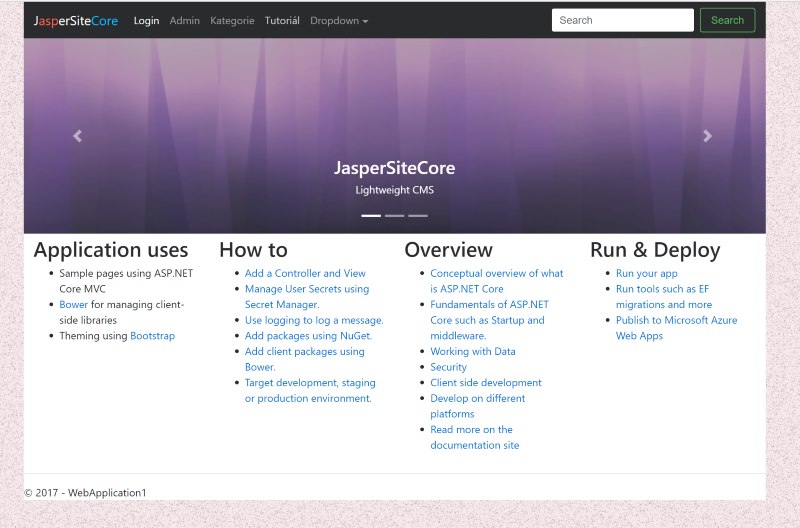 JasperSiteCore Login Admin Kategorie Tutoriál Dropdown Search Search
JasperSiteCore
Lightweight CMS
Application uses
Sample pages using ASP.NET
Core MVC
Bower for managing client-
side libraries
Theming using Bootstrap
How to
Add a Controller and View
Manage User Secrets using
Secret Manager.
Use logging to log a message.
Add packages using NuGet.
Add client packages using
Bower.
Target development, staging
or production environment.
Overview
Conceptual overview of what
is ASP.NET Core
Fundamentals of ASP.NET
Core such as Startup and
middleware.
Working with Data
Security
Client side development
Develop on different
platforms
Read more on the
documentation site
Run & Deploy
Run your app
Run tools such as EF
migrations and more
Publish to Microsoft Azure
Web Apps
© 2017 - WebApplication1